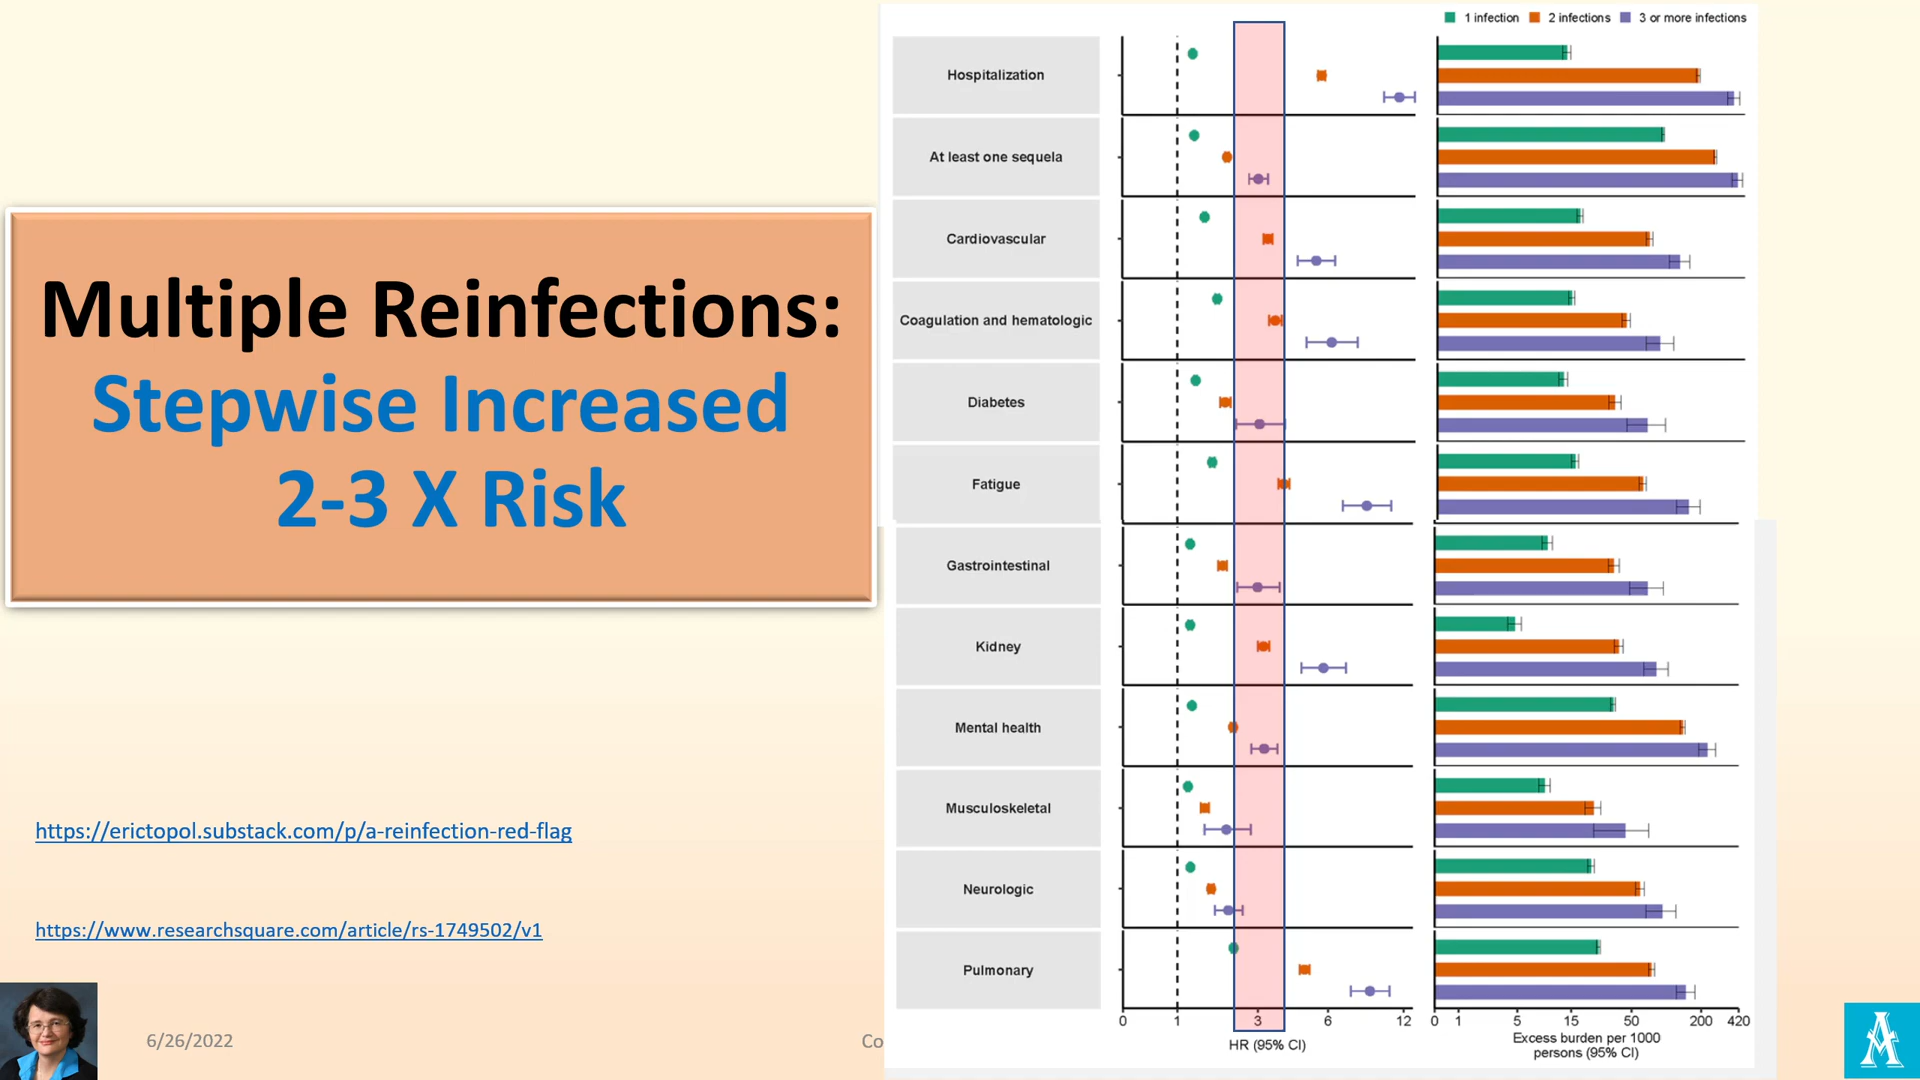 Multiple Reinfections:
Stepwise Increased
2-3 X Risk
https://erictopol.substack.com/p/a-reinfection-red-flag
https://www.researchsquare.com/article/rs-1749502/v1
6/26/2022
Co
1 infection 2 infections 3 or more infections
Hospitalization
At least one sequela
Cardiovascular
Coagulation and hematologic
Diabetes
Fatigue
Gastrointestinal
Kidney
Mental health
Musculoskeletal
Neurologic
Pulmonary
0 1 3 6 12
HR (95% CI)
0 1 5 15 50 200 420
Excess burden per 1000
persons (95% CI)
A